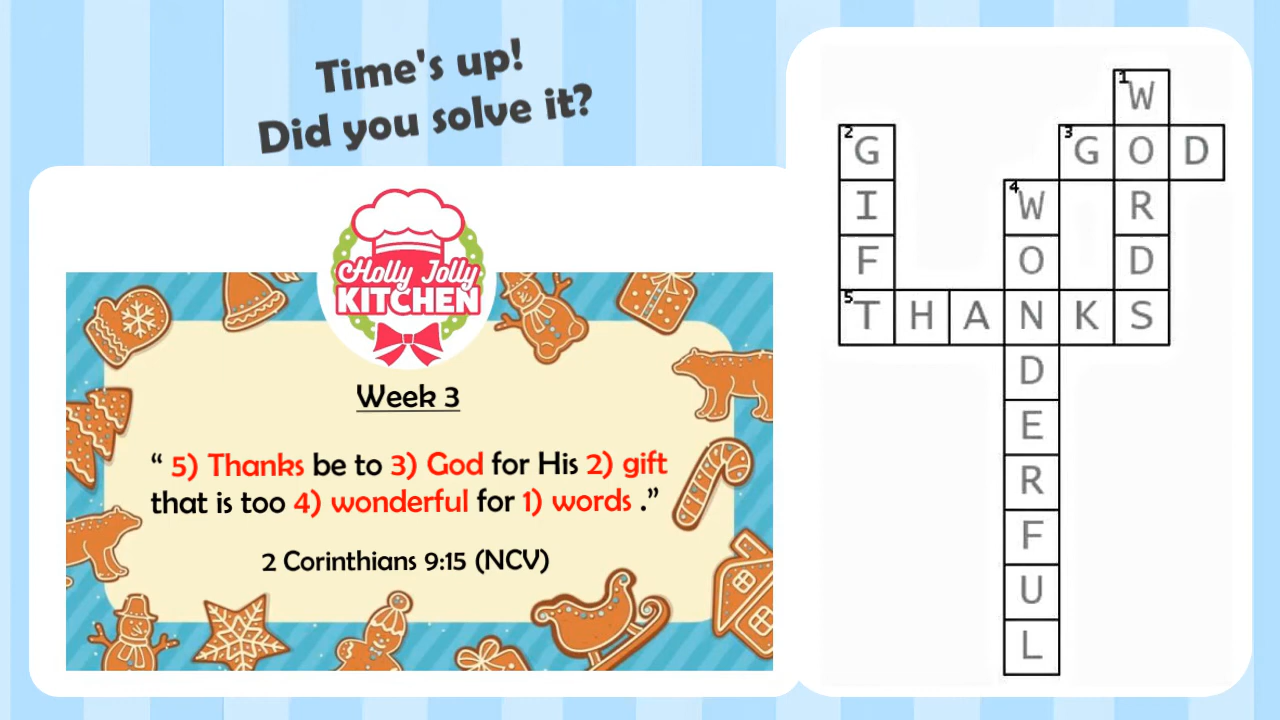 Time's up!
Did you solve it?
Holly Jolly
KITCHEN
Week 3
“ 5) Thanks be to 3) God for His 2) gift
that is too 4) wonderful for 1) words .”
2 Corinthians 9:15 (NCV)
1 W
2 G 3 G O D
I 4 W R
F O D
5 T H A N K S
D
E
R
F
U
L